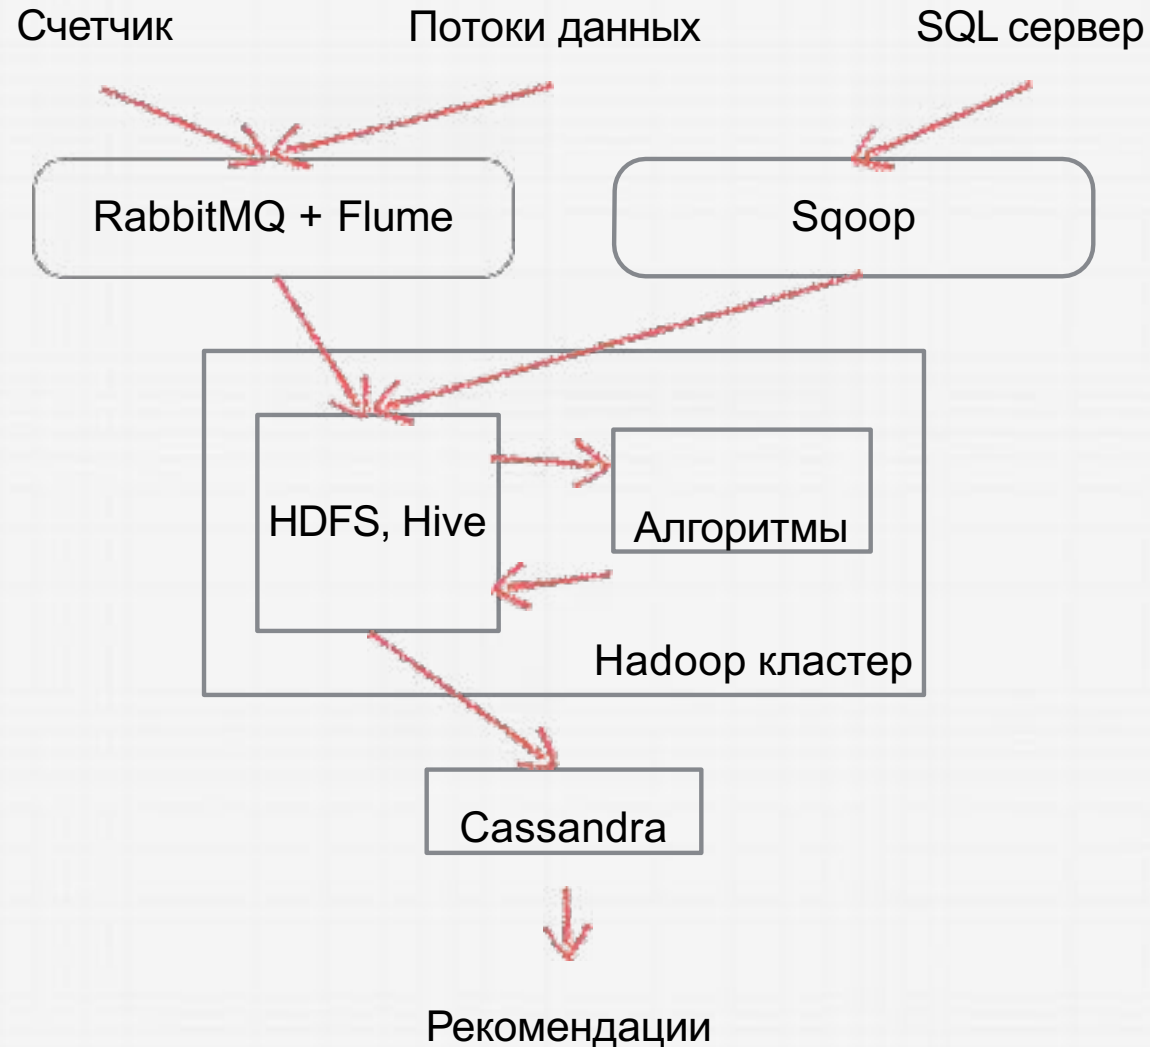 Счетчик
Потоки данных
SQL сервер
RabbitMQ + Flume
Sqoop
HDFS, Hive
Алгоритмы
Hadoop кластер
Cassandra
Рекомендации